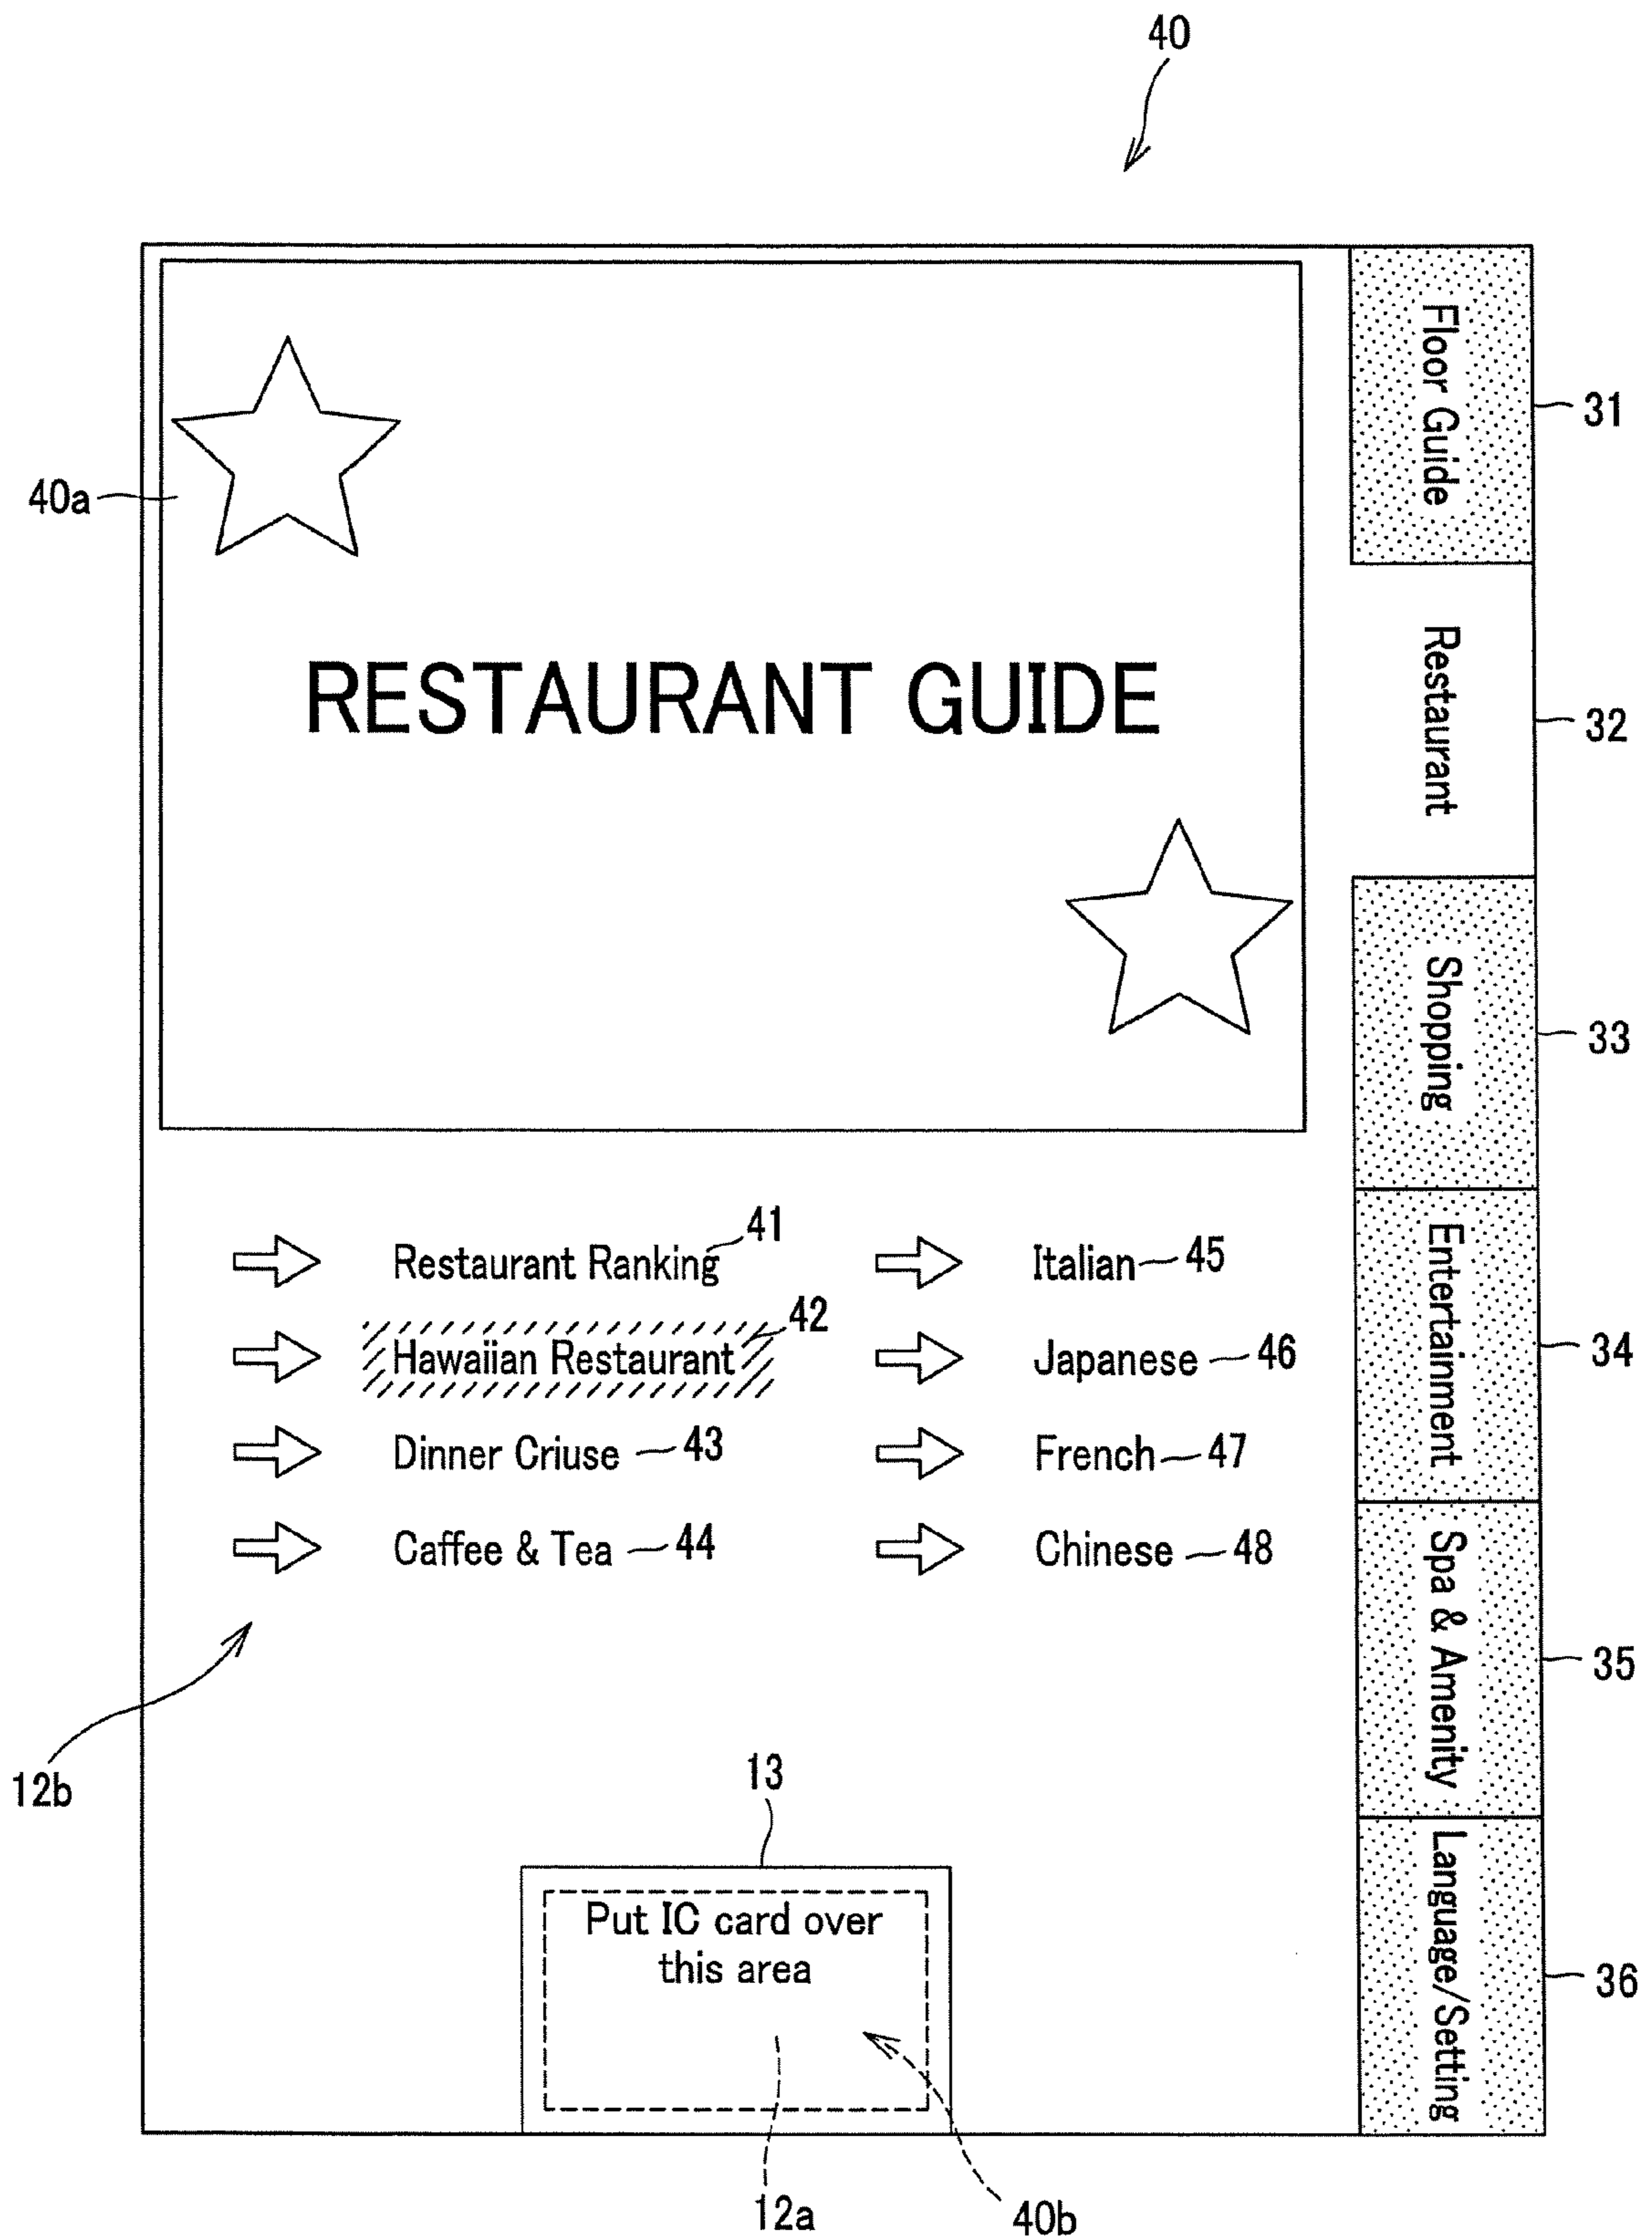 40
Floor Guide
31
40a
Restaurant
32
RESTAURANT GUIDE
Shopping
33
Restaurant Ranking 41
Italian 45
Hawaiian Restaurant 42
Japanese 46
Entertainment
34
Dinner Criuse 43
French 47
Caffee & Tea 44
Chinese 48
Spa & Amenity
35
12b
13
Put IC card over
this area
Language/Setting
36
12a
40b